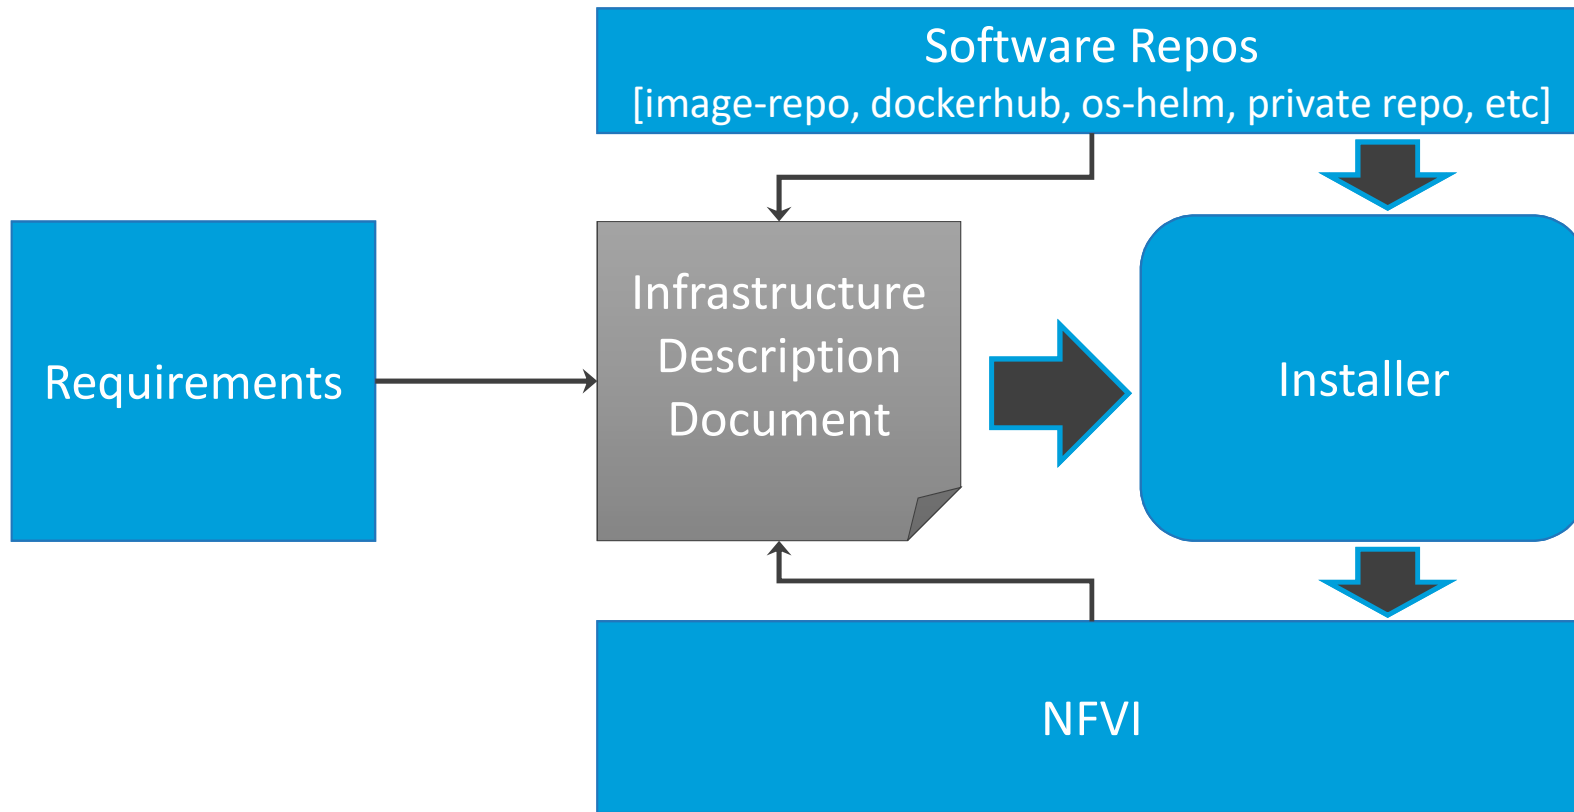 Software Repos
[image-repo, dockerhub, os-helm, private repo, etc]
Requirements
Infrastructure
Description
Document
Installer
NFVI